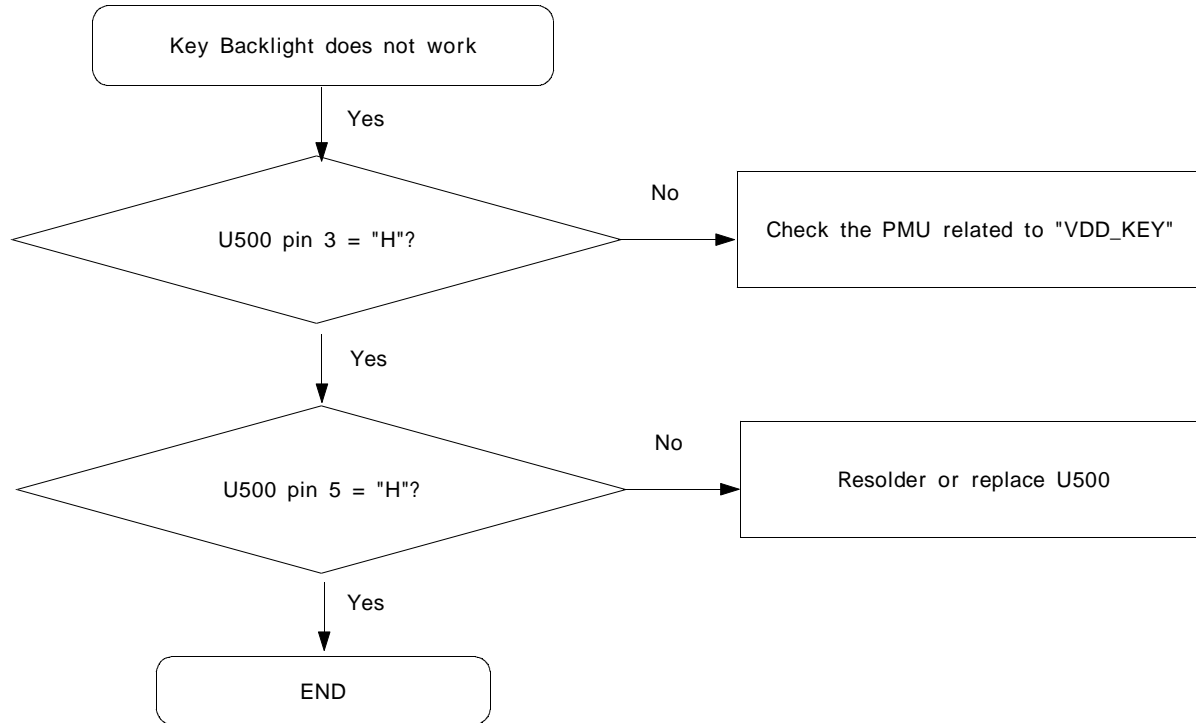 Key Backlight does not work
Yes
U500 pin 3 = "H"?
No
Check the PMU related to "VDD_KEY"
Yes
U500 pin 5 = "H"?
No
Resolder or replace U500
Yes
END